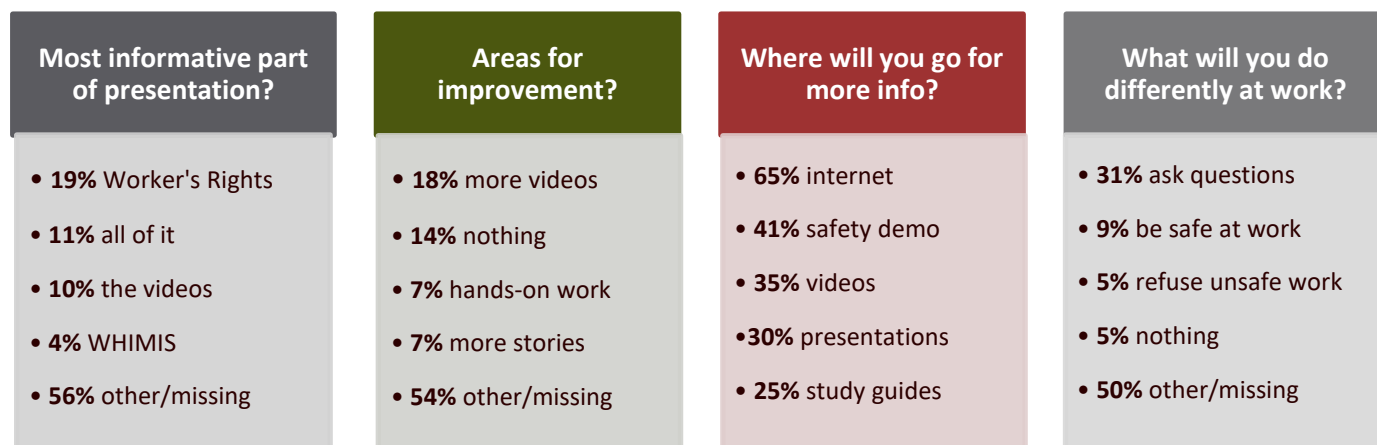 Most informative part
of presentation?
• 19% Worker's Rights
• 11% all of it
• 10% the videos
• 4% WHIMIS
• 56% other/missing
Areas for
improvement?
• 18% more videos
• 14% nothing
• 7% hands-on work
• 7% more stories
• 54% other/missing
Where will you go for
more info?
• 65% internet
• 41% safety demo
• 35% videos
•30% presentations
• 25% study guides
What will you do
differently at work?
• 31% ask questions
• 9% be safe at work
• 5% refuse unsafe work
• 5% nothing
• 50% other/missing